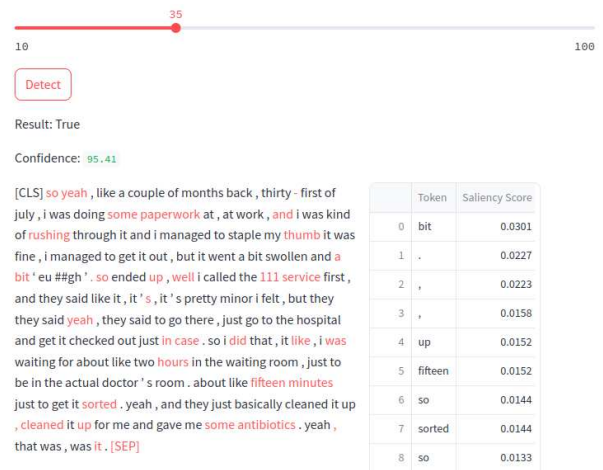 35
10 100
Detect
Result: True
Confidence: 95.41
[CLS] so yeah , like a couple of months back , thirty - first of
july , i was doing some paperwork at , at work , and i was kind
of rushing through it and i managed to staple my thumb it was
fine , i managed to get it out , but it went a bit swollen and a
bit ' eu ##gh ' . so ended up , well i called the 111 service first ,
and they said like it , it ' s , it ' s pretty minor i felt , but they
they said yeah , they said to go there , just go to the hospital
and get it checked out just in case . so i did that , it like , i was
waiting for about like two hours in the waiting room , just to
be in the actual doctor ' s room . about like fifteen minutes
just to get it sorted . yeah , and they just basically cleaned it up
, cleaned it up for me and gave me some antibiotics . yeah ,
that was , was it . [SEP]
Token Saliency Score
0 bit 0.0301
1 . 0.0227
2 , 0.0223
3 , 0.0158
4 up 0.0152
5 fifteen 0.0152
6 so 0.0144
7 sorted 0.0144
8 so 0.0133